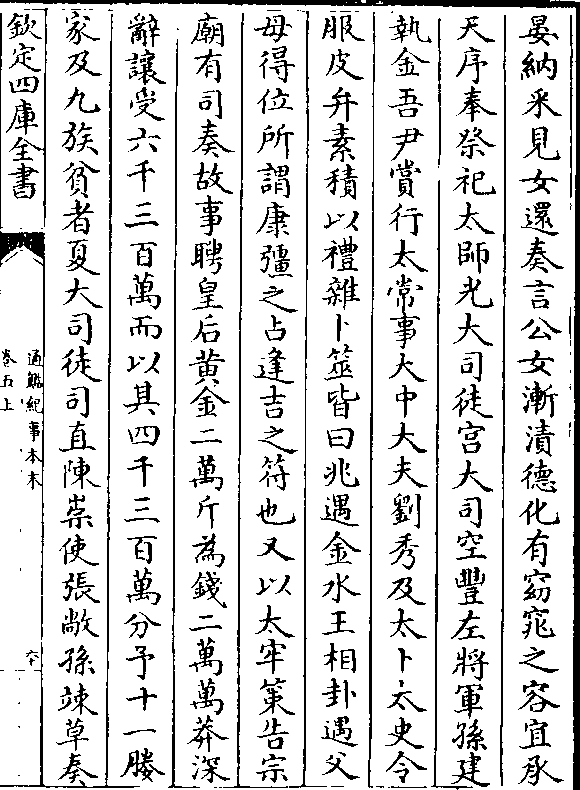 晏納采見女還奏言公女漸漬德化有窈窕之容宜承
天序奉祭祀太師光大司徒宮大司空豐左將軍孫建
執金吾尹賞行太常事大中大夫劉秀及太卜太史令
服皮弁素積以禮雜卜筮皆曰兆遇金水王相卦遇父
母得位所謂康彊之占逢吉之符也又以太牢策告宗
廟有司奏故事聘皇后黄金二萬斤為錢二萬萬莽深
辭讓受六千三百萬而以其四千三百萬分予十一媵
家及九族貧者夏大司徒司直陳崇使張敞孫竦草奏
欽定四庫全書
通鑑紀事本末
卷五上
六